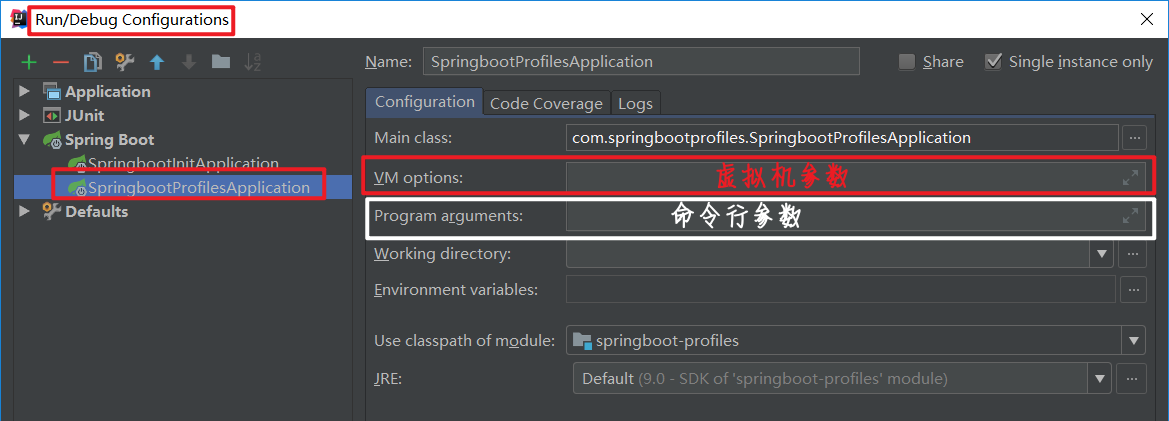 Run/Debug Configurations
Name: SpringbootProfilesApplication Share Single instance only
Application
JUnit
Spring Boot
SpringbootInitApplication
SpringbootProfilesApplication
Defaults
Configuration Code Coverage Logs
Main class: com.springbootprofiles.SpringbootProfilesApplication ...
VM options: 虚拟机参数
Program arguments: 命令行参数
Working directory: ...
Environment variables: ...
Use classpath of module: springboot-profiles
JRE: Default (9.0 - SDK of 'springboot-profiles' module) ...